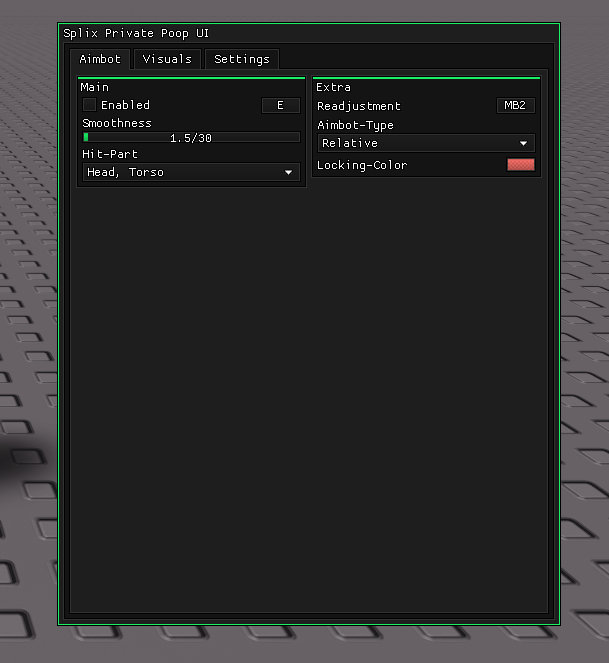 Splix Private Poop UI
Aimbot Visuals Settings
Main
Enabled E
Smoothness
1.5/30
Hit-Part
Head, Torso
Extra
Readjustment MB2
Aimbot-Type
Relative
Locking-Color